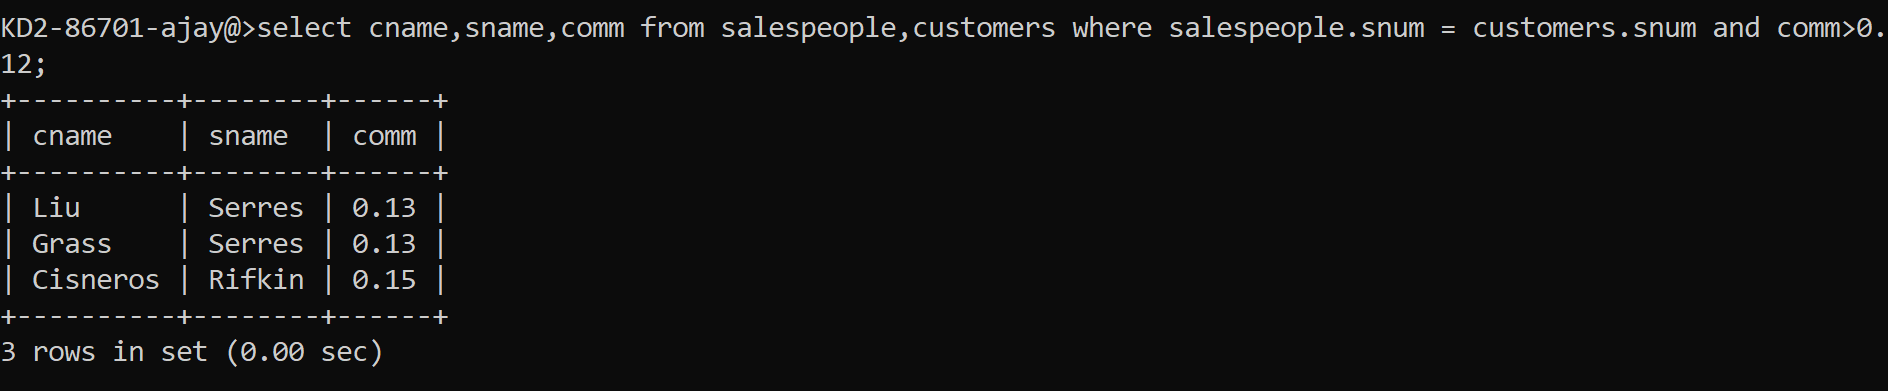 KD2-86701-ajay@>select cname,sname,comm from salespeople,customers where salespeople.snum = customers.snum and comm>0.
12;
+----------+--------+------+
| cname    | sname  | comm |
+----------+--------+------+
| Liu      | Serres | 0.13 |
| Grass    | Serres | 0.13 |
| Cisneros | Rifkin | 0.15 |
+----------+--------+------+
3 rows in set (0.00 sec)